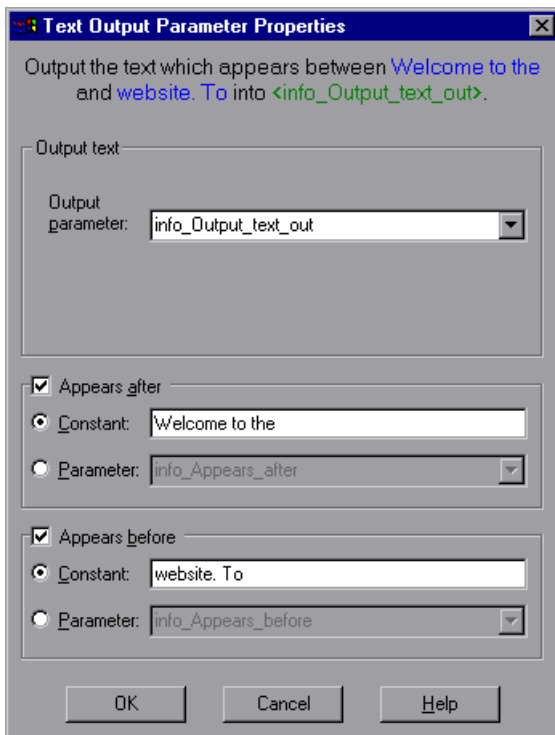 Text Output Parameter Properties
Output the text which appears between Welcome to the
and website. To into <info_Output_text_out>.
Output text
Output
parameter: info_Output_text_out
Appears after
Constant: Welcome to the
Parameter: info_Appears_after
Appears before
Constant: website. To
Parameter: info_Appears_before
OK Cancel Help